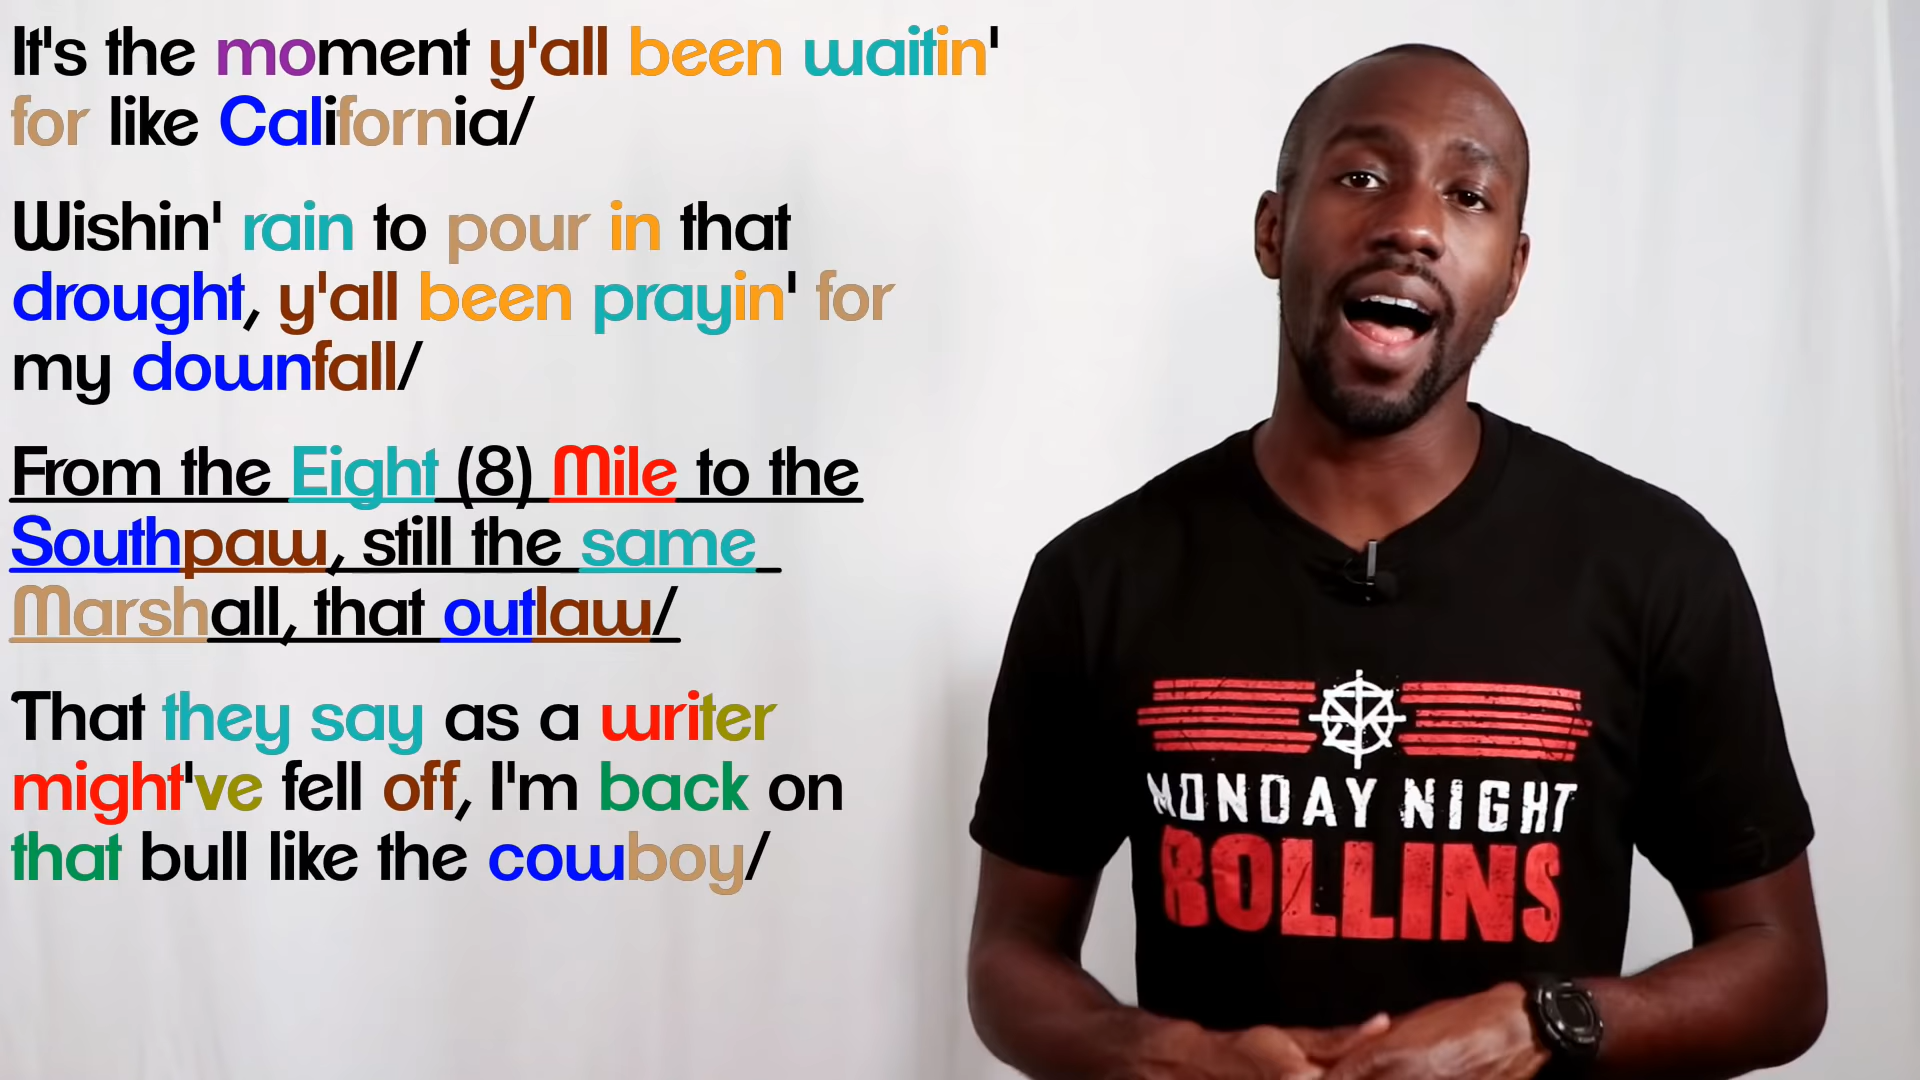 It's the moment y'all been waitin'
for like California/
Wishin' rain to pour in that
drought, y'all been prayin' for
my downfall/
From the Eight (8) Mile to the
Southpaw, still the same
Marshall, that outlaw/
That they say as a writer
might've fell off, I'm back on
that bull like the cowboy/
MONDAY NIGHT
ROLLINS